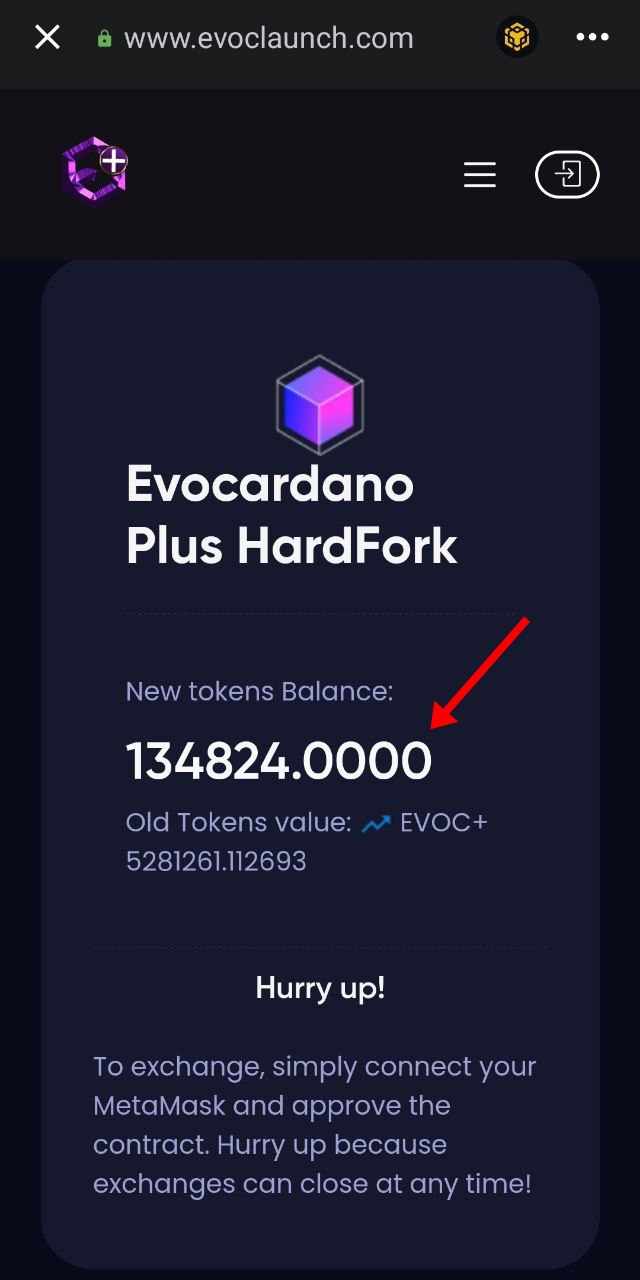 www.evoclaunch.com
Evocardano
Plus HardFork
New tokens Balance:
134824.0000
Old Tokens value: EVOC+
5281261.112693
Hurry up!
To exchange, simply connect your
MetaMask and approve the
contract. Hurry up because
exchanges can close at any time!